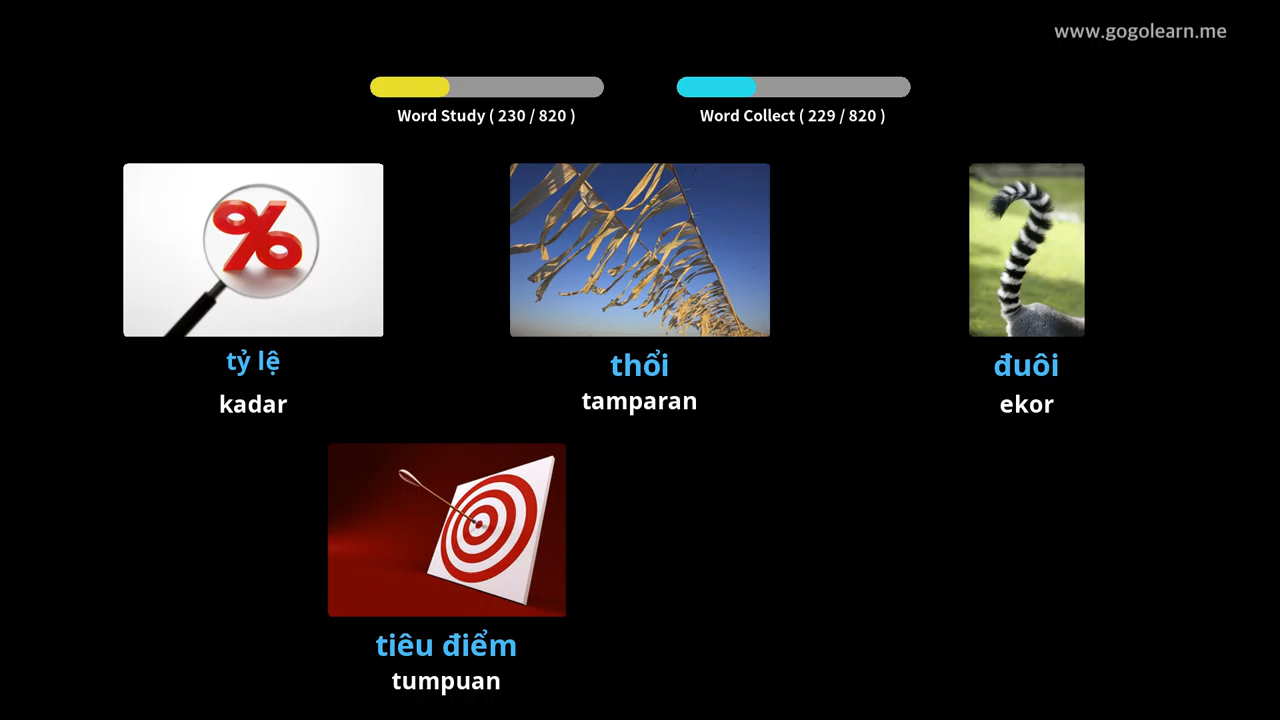 www.gogolearn.me
Word Study ( 230 / 820 )
Word Collect ( 229 / 820 )
tỷ lệ
thổi
đuôi
kadar
tamparan
ekor
tiêu điểm
tumpuan